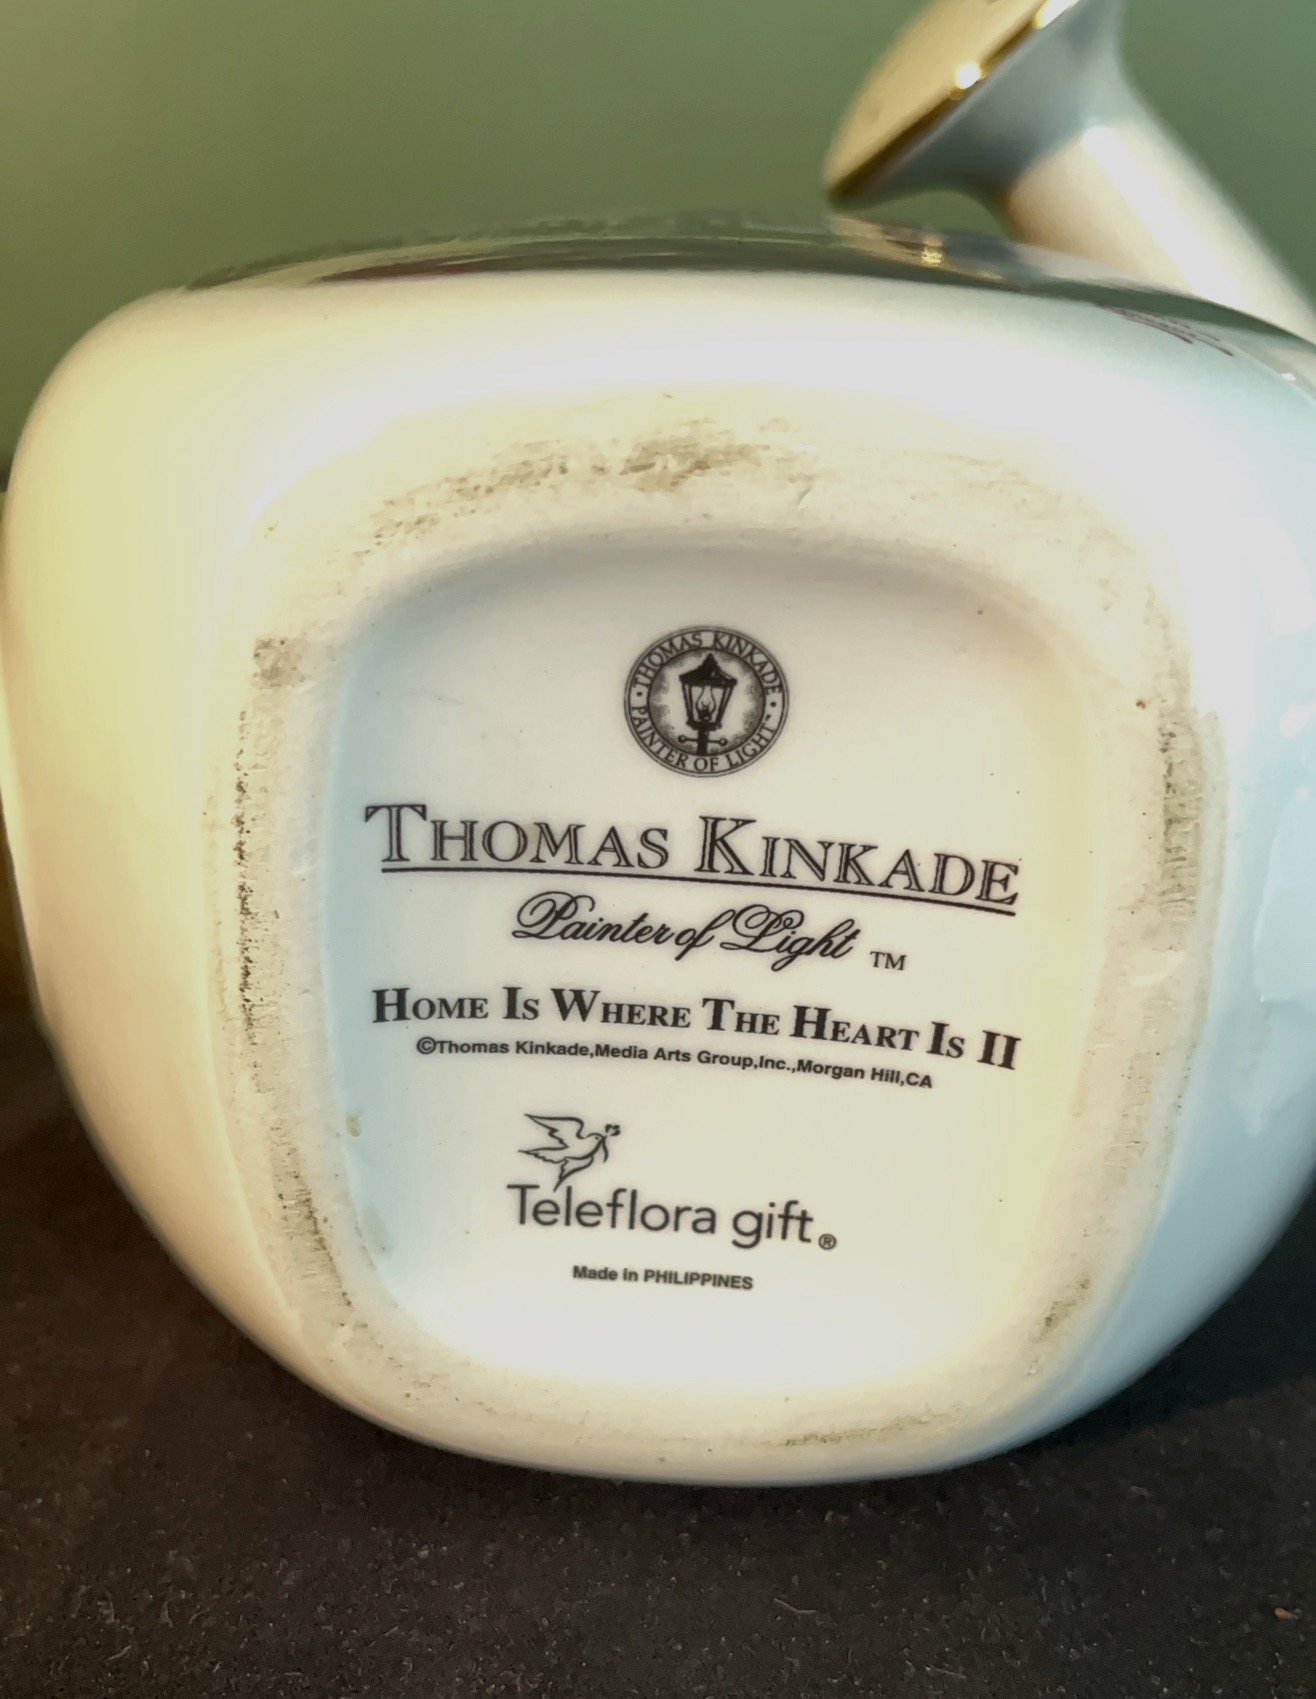 THOMAS KINKADE
· PAINTER OF LIGHT™ ·
THOMAS KINKADE
Painter of Light TM
HOME IS WHERE THE HEART IS II
©Thomas Kinkade,Media Arts Group,Inc.,Morgan Hill,CA
Teleflora gift®
Made in PHILIPPINES